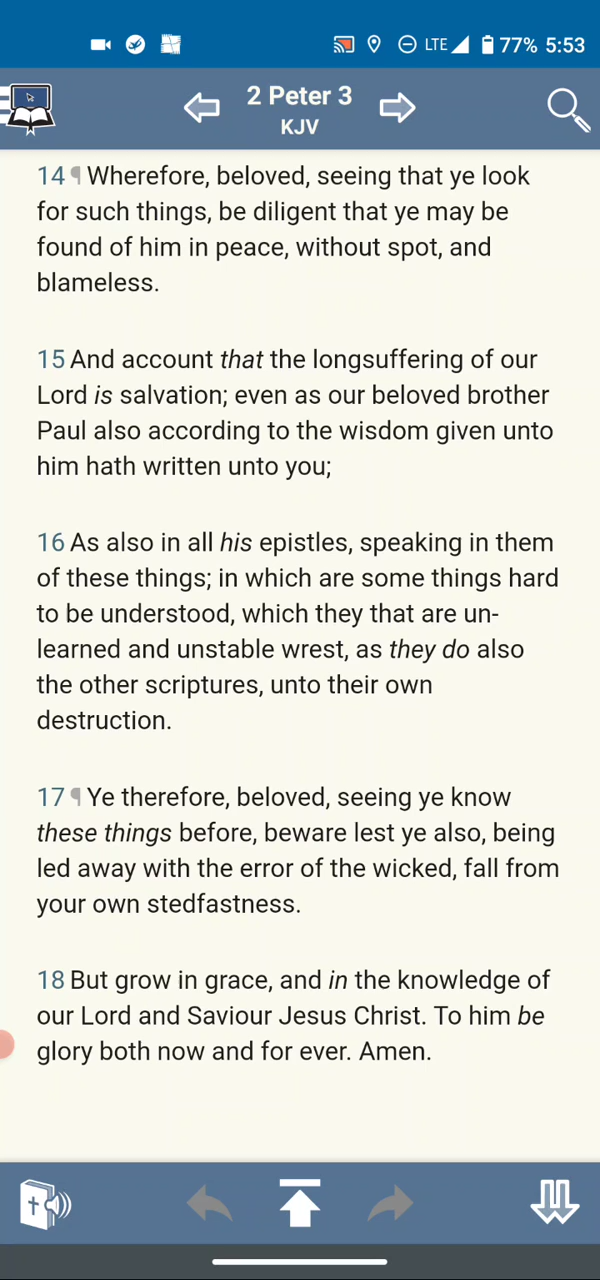 LTE 77% 5:53
2 Peter 3
KJV
14 ¶ Wherefore, beloved, seeing that ye look
for such things, be diligent that ye may be
found of him in peace, without spot, and
blameless.
15 And account that the longsuffering of our
Lord is salvation; even as our beloved brother
Paul also according to the wisdom given unto
him hath written unto you;
16 As also in all his epistles, speaking in them
of these things; in which are some things hard
to be understood, which they that are un-
learned and unstable wrest, as they do also
the other scriptures, unto their own
destruction.
17 ¶ Ye therefore, beloved, seeing ye know
these things before, beware lest ye also, being
led away with the error of the wicked, fall from
your own stedfastness.
18 But grow in grace, and in the knowledge of
our Lord and Saviour Jesus Christ. To him be
glory both now and for ever. Amen.